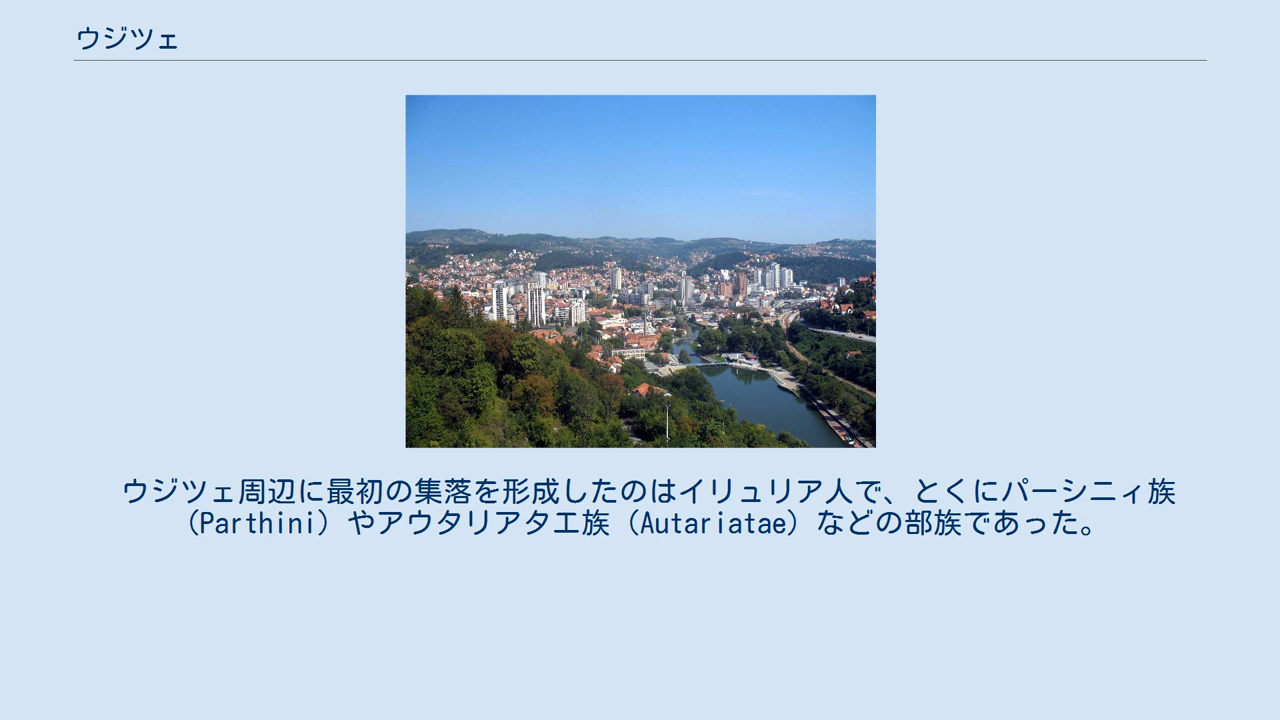 ウジツェ
ウジツェ周辺に最初の集落を形成したのはイリュリア人で、とくにパーシニィ族
（Parthini）やアウタリアタエ族（Autariatae）などの部族であった。